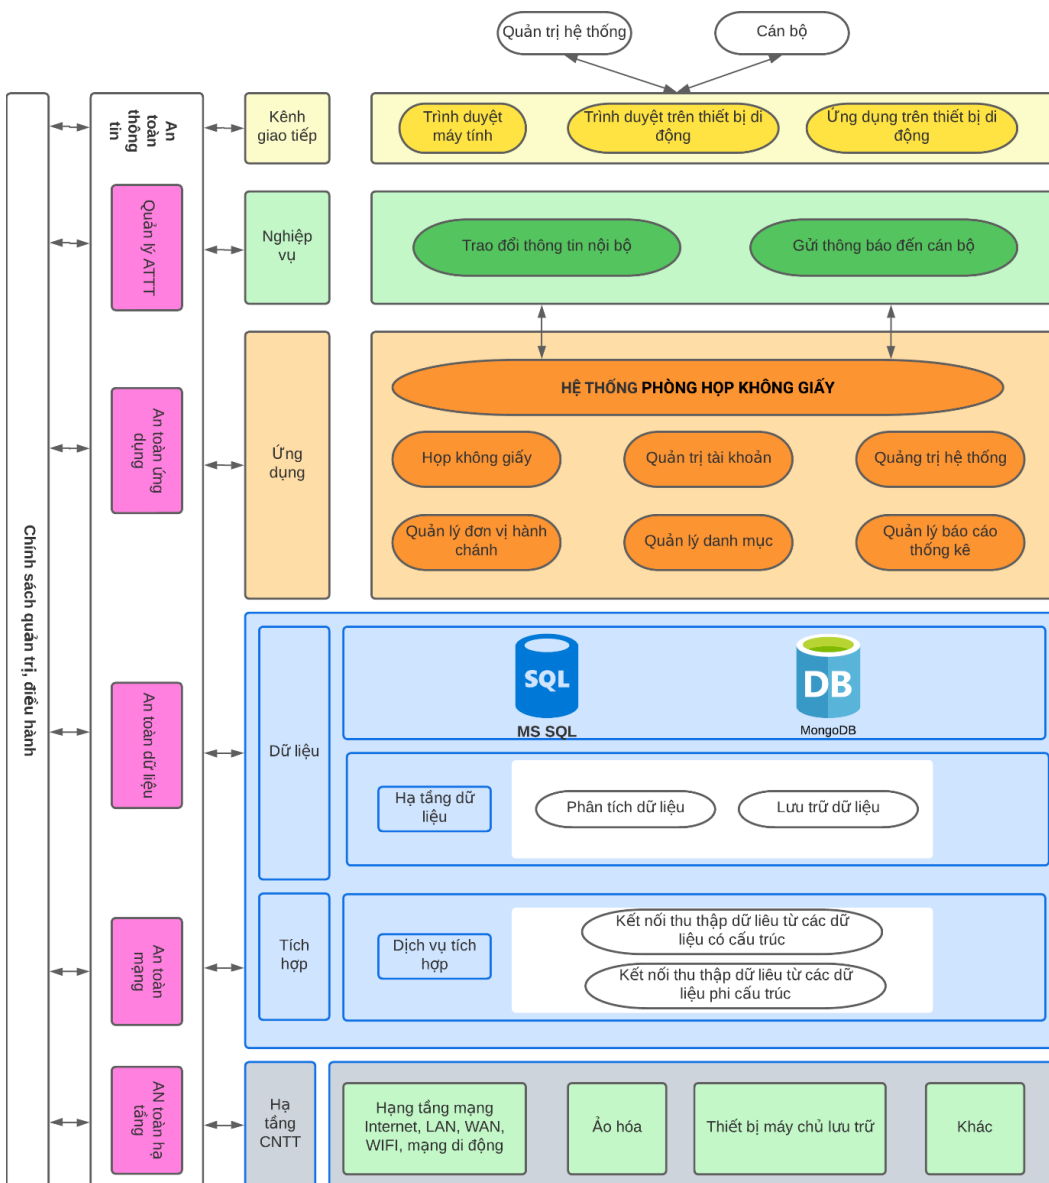 Quản trị hệ thống
Cán bộ
Chính sách quản trị, điều hành
An
toàn
thông
tin
Quản lý ATTT
An toàn ứng
dụng
An toàn dữ liệu
An toàn
mạng
AN toàn hạ
tầng
Kênh
giao tiếp
Trình duyệt
máy tính
Trình duyệt trên thiết bị di
động
Ứng dụng trên thiết bị di
động
Nghiệp
vụ
Trao đổi thông tin nội bộ
Gửi thông báo đến cán bộ
Ứng
dụng
HỆ THỐNG PHÒNG HỌP KHÔNG GIẤY
Họp không giấy
Quản trị tài khoản
Quảng trị hệ thống
Quản lý đơn vị hành
chánh
Quản lý danh mục
Quản lý báo cáo
thống kê
Dữ liệu
SQL
MS SQL
DB
MongoDB
Hạ tầng dữ
liệu
Phân tích dữ liệu
Lưu trữ dữ liệu
Tích
hợp
Dịch vụ tích
hợp
Kết nối thu thập dữ liêu từ các dữ
liệu có cấu trúc
Kết nối thu thập dữ liêu từ các dữ
liệu phi cấu trúc
Hạ
tầng
CNTT
Hạng tầng mạng
Internet, LAN, WAN,
WIFI, mạng di động
Ảo hóa
Thiết bị máy chủ lưu trữ
Khác